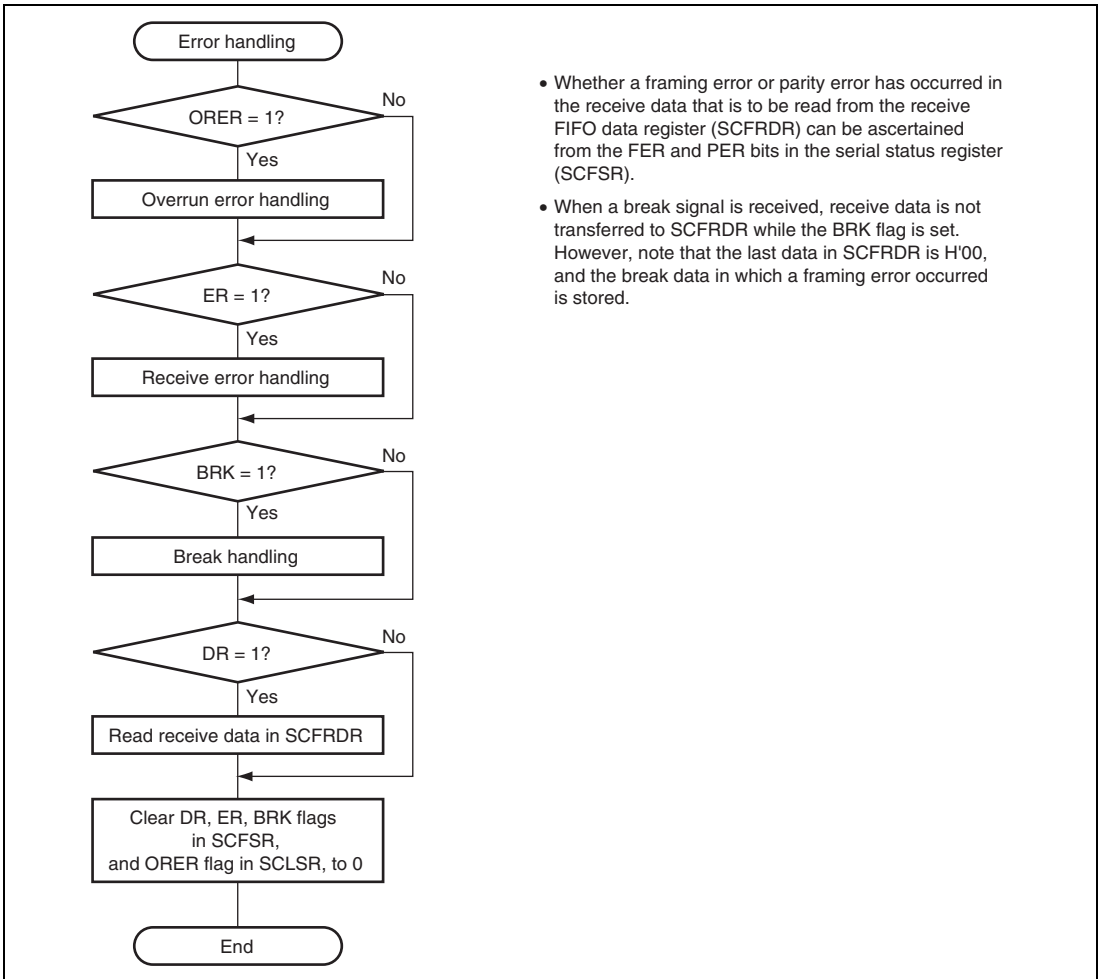 Error handling
No
ORER = 1?
Yes
Overrun error handling
No
ER = 1?
Yes
Receive error handling
No
BRK = 1?
Yes
Break handling
No
DR = 1?
Yes
Read receive data in SCFRDR
Clear DR, ER, BRK flags
in SCFSR,
and ORER flag in SCLSR, to 0
End
• Whether a framing error or parity error has occurred in
the receive data that is to be read from the receive
FIFO data register (SCFRDR) can be ascertained
from the FER and PER bits in the serial status register
(SCFSR).
• When a break signal is received, receive data is not
transferred to SCFRDR while the BRK flag is set.
However, note that the last data in SCFRDR is H'00,
and the break data in which a framing error occurred
is stored.